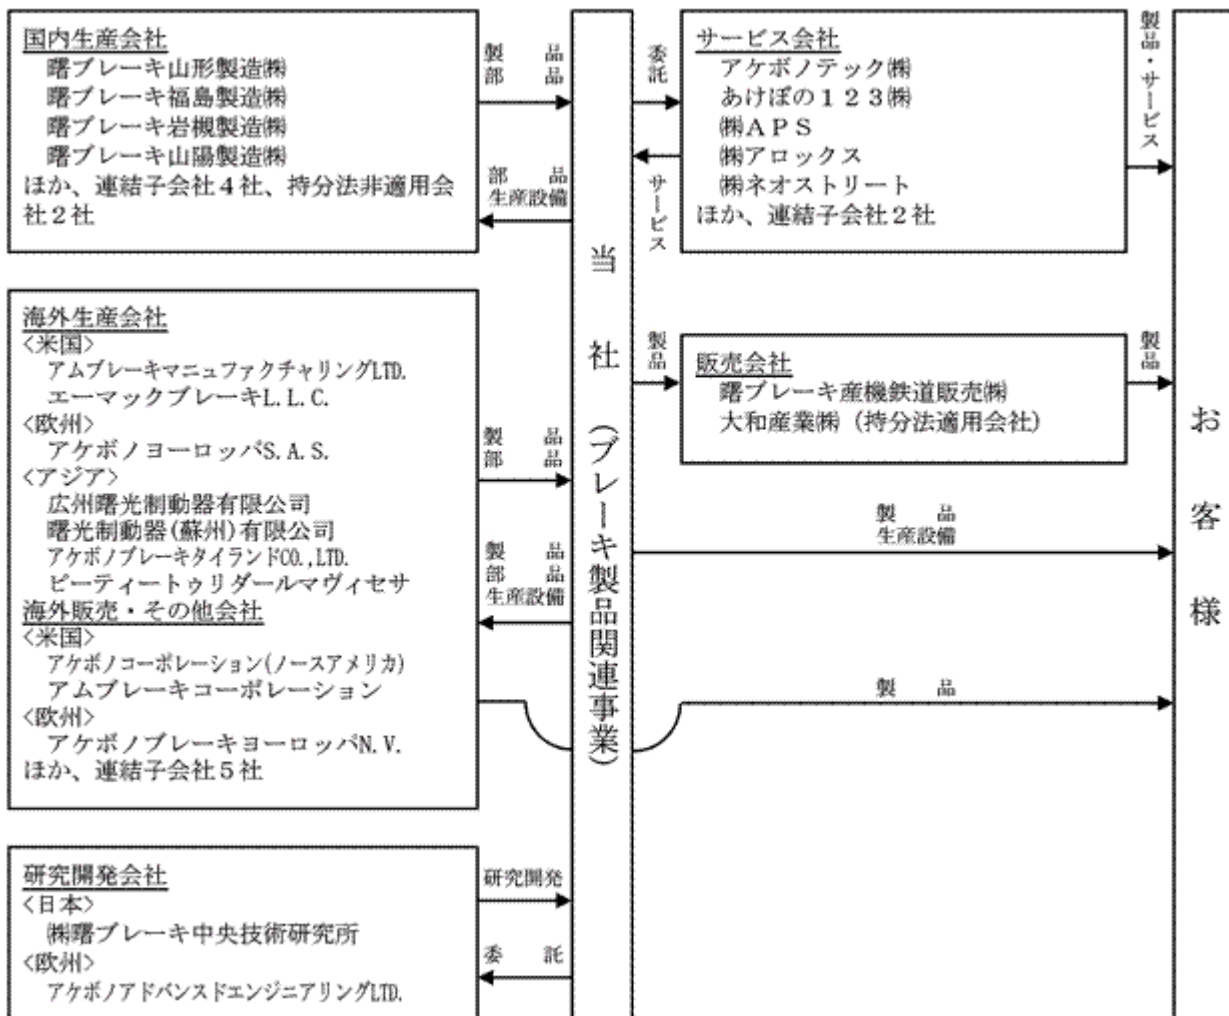 国内生産会社
曙ブレーキ山形製造㈱
曙ブレーキ福島製造㈱
曙ブレーキ岩槻製造㈱
曙ブレーキ山陽製造㈱
ほか、連結子会社４社、持分法非適用会
社２社
製品
部品
部品
生産設備
海外生産会社
<米国>
アムブレーキマニュファクチャリングLTD.
エーマックブレーキL.L.C.
<欧州>
アケボノヨーロッパS.A.S.
<アジア>
広州曙光制動器有限公司
曙光制動器(蘇州)有限公司
アケボノブレーキタイランドCO.,LTD.
ピーティートゥリダールマヴィセサ
海外販売・その他会社
<米国>
アケボノコーポレーション(ノースアメリカ)
アムブレーキコーポレーション
<欧州>
アケボノブレーキヨーロッパN.V.
ほか、連結子会社５社
製品
部品
製品
部品
生産設備
研究開発会社
<日本>
㈱曙ブレーキ中央技術研究所
<欧州>
アケボノアドバンスドエンジニアリングLTD.
研究開発
委託
当社(ブレーキ製品関連事業)
委託
サービス
サービス会社
アケボノテック㈱
あけぼの１２３㈱
㈱ＡＰＳ
㈱アロックス
㈱ネオストリート
ほか、連結子会社２社
製品・サービス
製品
販売会社
曙ブレーキ産機鉄道販売㈱
大和産業㈱（持分法適用会社）
製品
製品
生産設備
製品
お客様